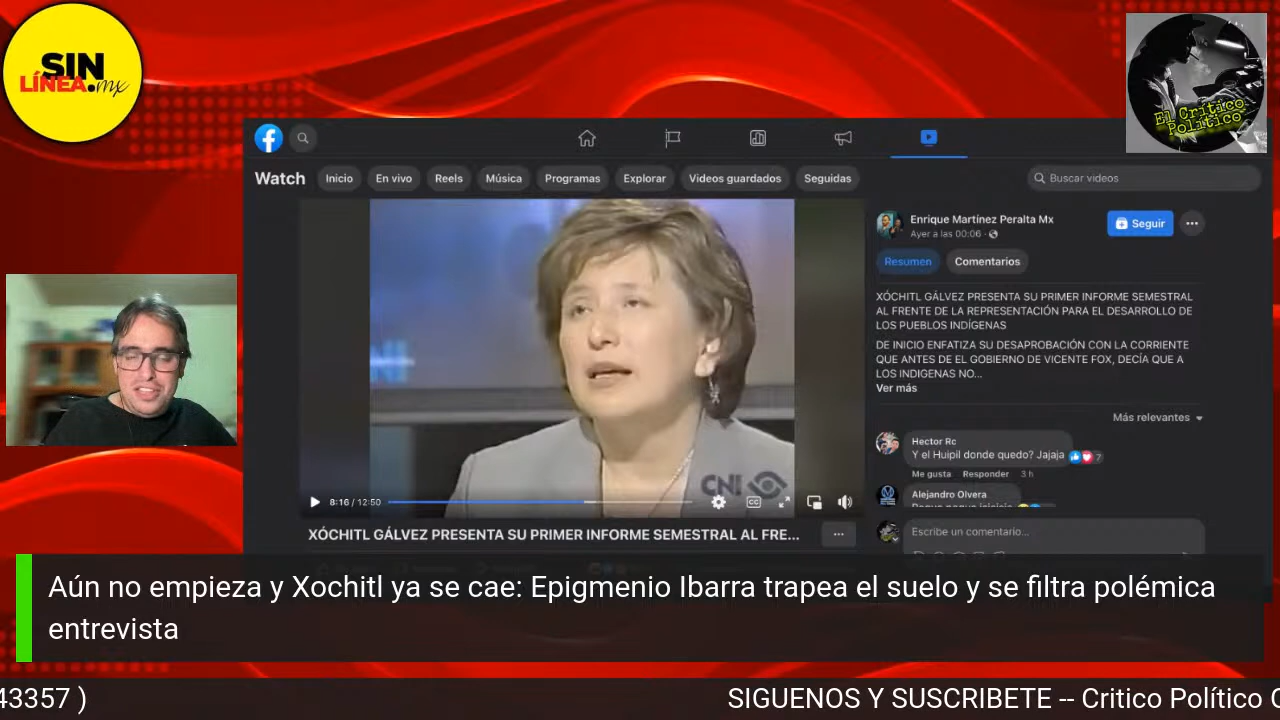 SIN
LÍNEA.mx
El Crítico
Político
Watch
Inicio
En vivo
Reels
Música
Programas
Explorar
Videos guardados
Seguidas
Buscar videos
Enrique Martínez Peralta Mx
Ayer a las 00:06
Seguir
Resumen
Comentarios
XÓCHITL GÁLVEZ PRESENTA SU PRIMER INFORME SEMESTRAL
AL FRENTE DE LA REPRESENTACIÓN PARA EL DESARROLLO DE
LOS PUEBLOS INDÍGENAS
DE INICIO ENFATIZA SU DESAPROBACIÓN CON LA CORRIENTE
QUE ANTES DE EL GOBIERNO DE VICENTE FOX, DECÍA QUE A
LOS INDIGENAS NO...
Ver más
Más relevantes
Hector Rc
Y el Huipil donde quedo? Jajaja
7
Me gusta Responder 3 h
Alejandro Olvera
Escribe un comentario...
CNI
8:16 / 12:50
XÓCHITL GÁLVEZ PRESENTA SU PRIMER INFORME SEMESTRAL AL FRE...
Aún no empieza y Xochitl ya se cae: Epigmenio Ibarra trapea el suelo y se filtra polémica
entrevista
43357 )
SIGUENOS Y SUSCRIBETE -- Critico Político